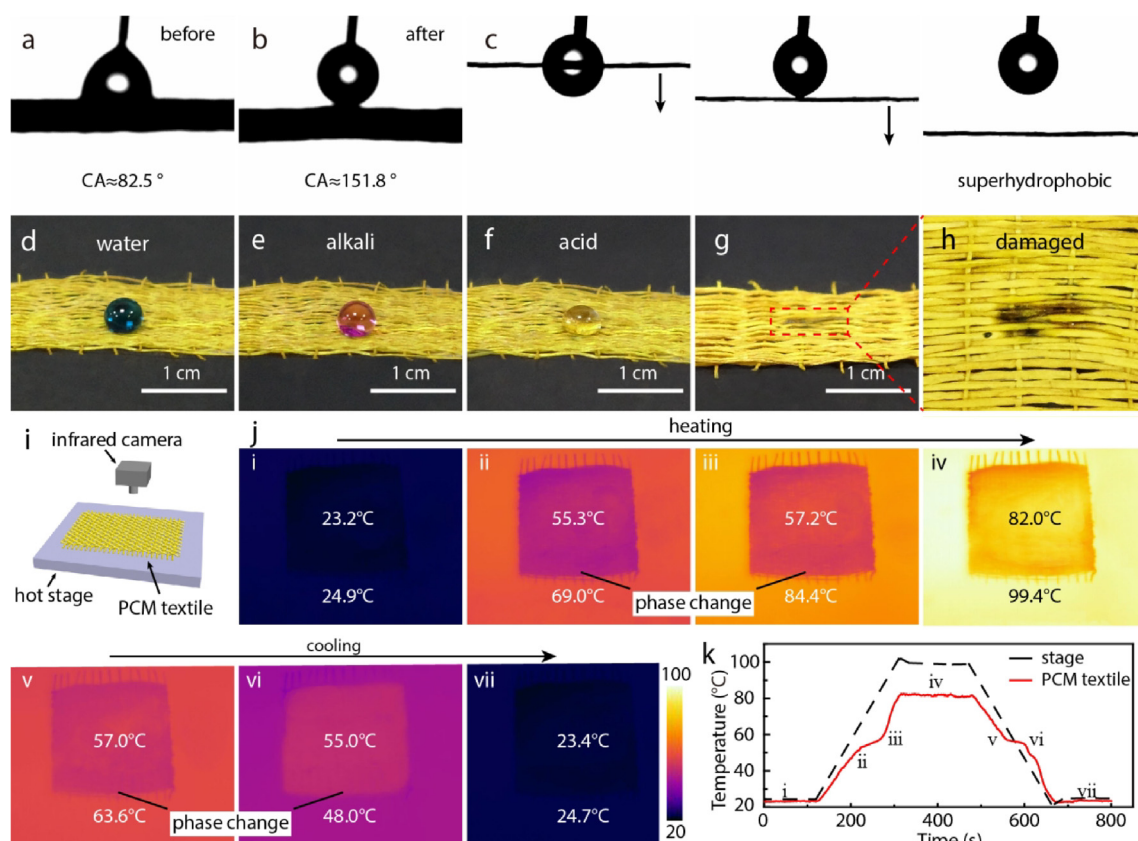 a
before
CA≈82.5 °
b
after
CA≈151.8 °
c
superhydrophobic
d
water
1 cm
e
alkali
1 cm
f
acid
1 cm
g
1 cm
h
damaged
i
infrared camera
hot stage
PCM textile
j
heating
i
23.2°C
24.9°C
ii
55.3°C
69.0°C
phase change
iii
57.2°C
84.4°C
iv
82.0°C
99.4°C
cooling
v
57.0°C
63.6°C
phase change
vi
55.0°C
48.0°C
vii
23.4°C
24.7°C
100
20
k
stage
PCM textile
Temperature (°C)
100
80
60
40
20
i
ii
iii
iv
v
vi
vii
0
200
400
600
800
Time (s)